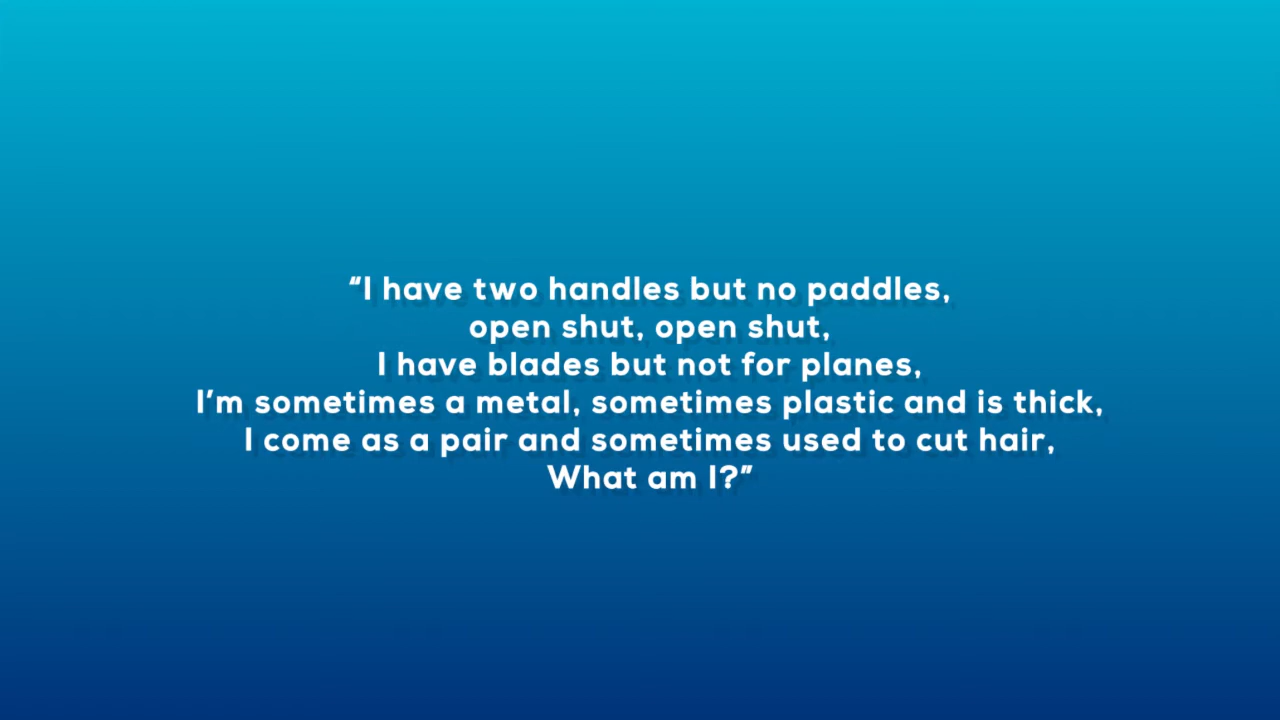 “I have two handles but no paddles,
open shut, open shut,
I have blades but not for planes,
I’m sometimes a metal, sometimes plastic and is thick,
I come as a pair and sometimes used to cut hair,
What am I?”